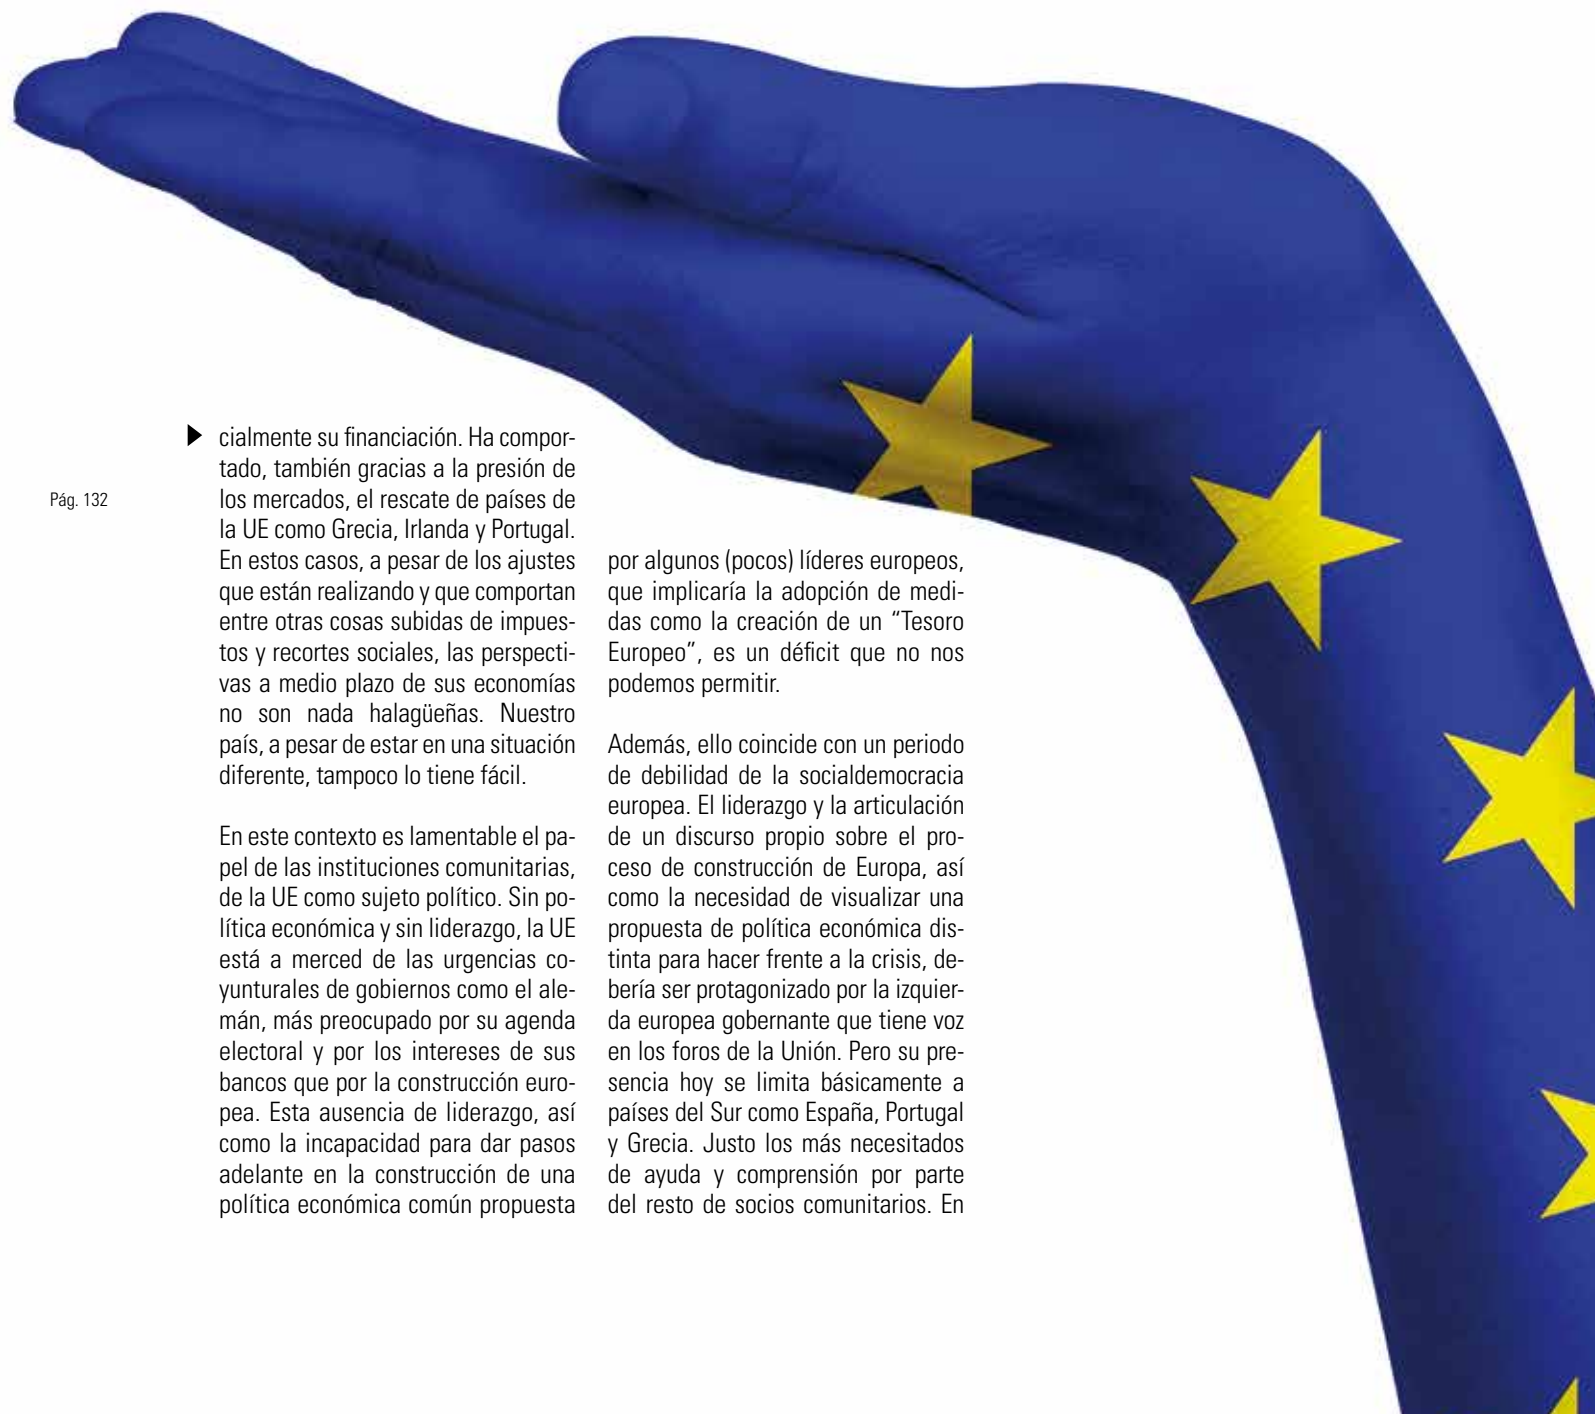 cialmente su financiación. Ha compor-
tado, también gracias a la presión de
los mercados, el rescate de países de
la UE como Grecia, Irlanda y Portugal.
En estos casos, a pesar de los ajustes
que están realizando y que comportan
entre otras cosas subidas de impues-
tos y recortes sociales, las perspecti-
vas a medio plazo de sus economías
no son nada halagüeñas. Nuestro
país, a pesar de estar en una situación
diferente, tampoco lo tiene fácil.
En este contexto es lamentable el pa-
pel de las instituciones comunitarias,
de la UE como sujeto político. Sin po-
lítica económica y sin liderazgo, la UE
está a merced de las urgencias co-
yunturales de gobiernos como el ale-
mán, más preocupado por su agenda
electoral y por los intereses de sus
bancos que por la construcción euro-
pea. Esta ausencia de liderazgo, así
como la incapacidad para dar pasos
adelante en la construcción de una
política económica común propuesta
por algunos (pocos) líderes europeos,
que implicaría la adopción de medi-
das como la creación de un “Tesoro
Europeo”, es un déficit que no nos
podemos permitir.
Además, ello coincide con un periodo
de debilidad de la socialdemocracia
europea. El liderazgo y la articulación
de un discurso propio sobre el pro-
ceso de construcción de Europa, así
como la necesidad de visualizar una
propuesta de política económica dis-
tinta para hacer frente a la crisis, de-
bería ser protagonizado por la izquier-
da europea gobernante que tiene voz
en los foros de la Unión. Pero su pre-
sencia hoy se limita básicamente a
países del Sur como España, Portugal
y Grecia. Justo los más necesitados
de ayuda y comprensión por parte
del resto de socios comunitarios. En
Pág. 132